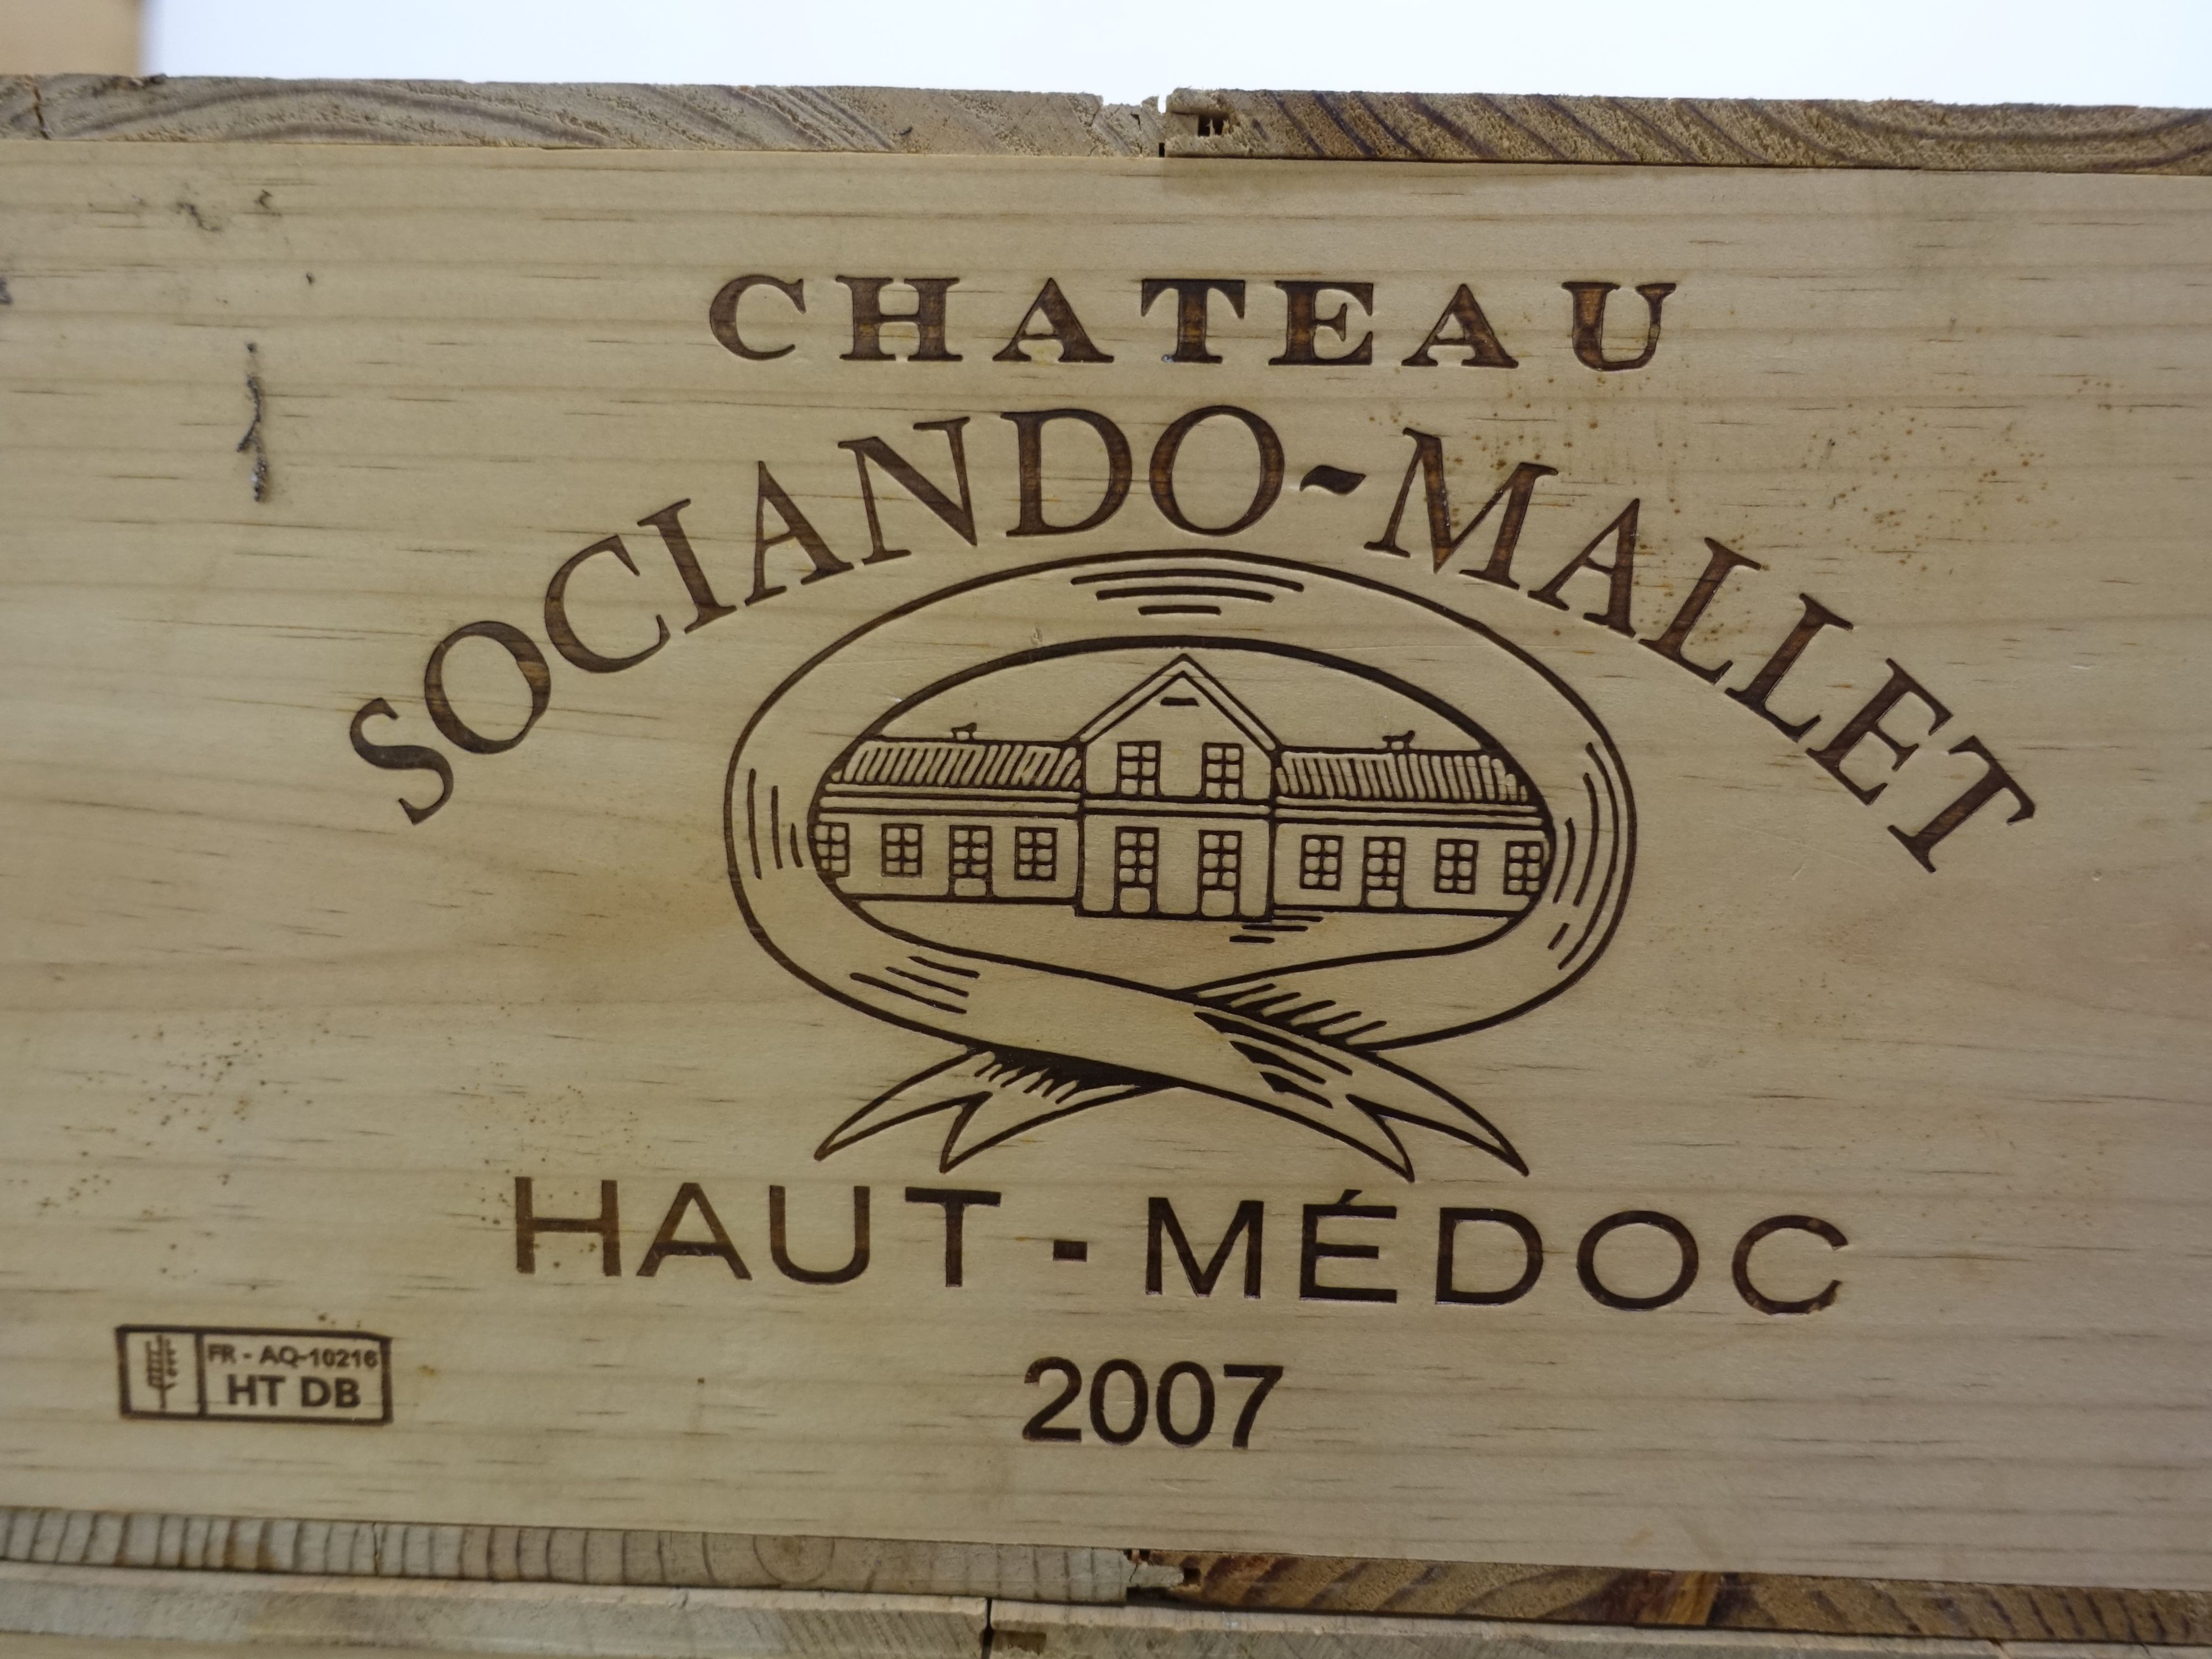 CHATEAU
SOCIANDO-MALLET
HAUT-MÉDOC
2007
FR - AQ-10216
HT DB